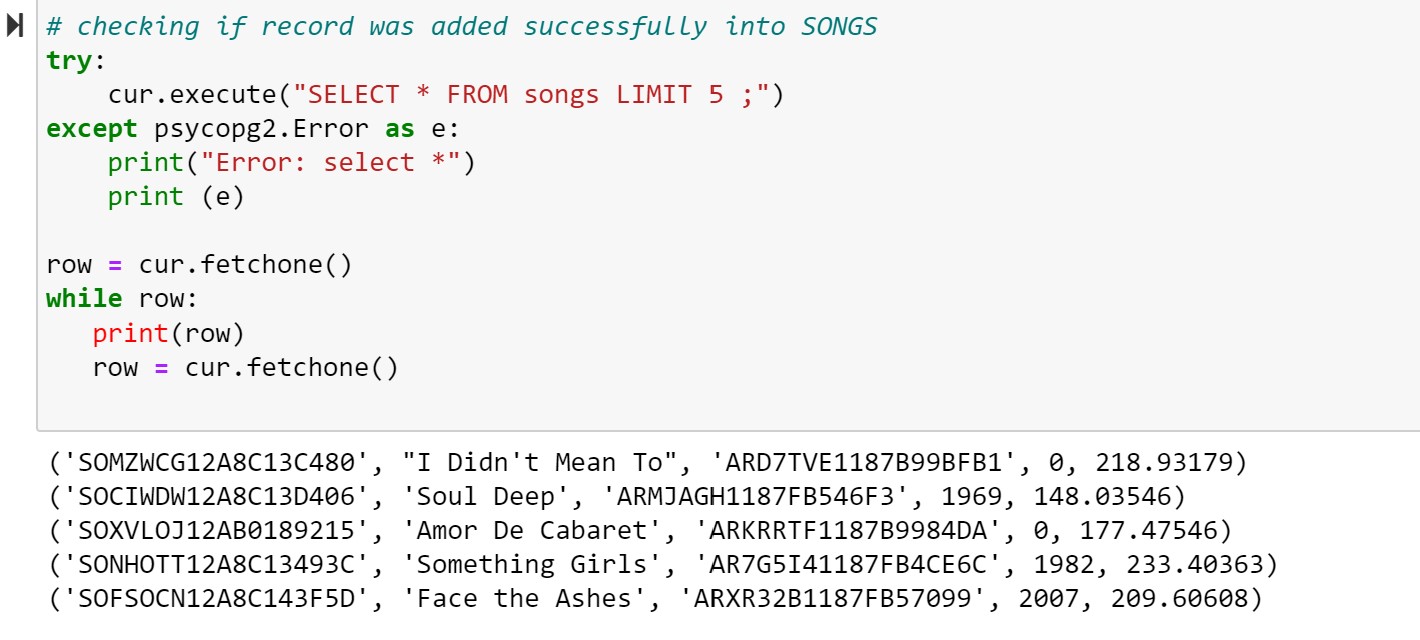 # checking if record was added successfully into SONGS
try:
    cur.execute("SELECT * FROM songs LIMIT 5 ;")
except psycopg2.Error as e:
    print("Error: select *")
    print (e)

row = cur.fetchone()
while row:
   print(row)
   row = cur.fetchone()

('SOMZWCG12A8C13C480', "I Didn't Mean To", 'ARD7TVE1187B99BFB1', 0, 218.93179)
('SOCIWDW12A8C13D406', 'Soul Deep', 'ARMJAGH1187FB546F3', 1969, 148.03546)
('SOXVLOJ12AB0189215', 'Amor De Cabaret', 'ARKRRTF1187B9984DA', 0, 177.47546)
('SONHOTT12A8C13493C', 'Something Girls', 'AR7G5I41187FB4CE6C', 1982, 233.40363)
('SOFSOCN12A8C143F5D', 'Face the Ashes', 'ARXR32B1187FB57099', 2007, 209.60608)